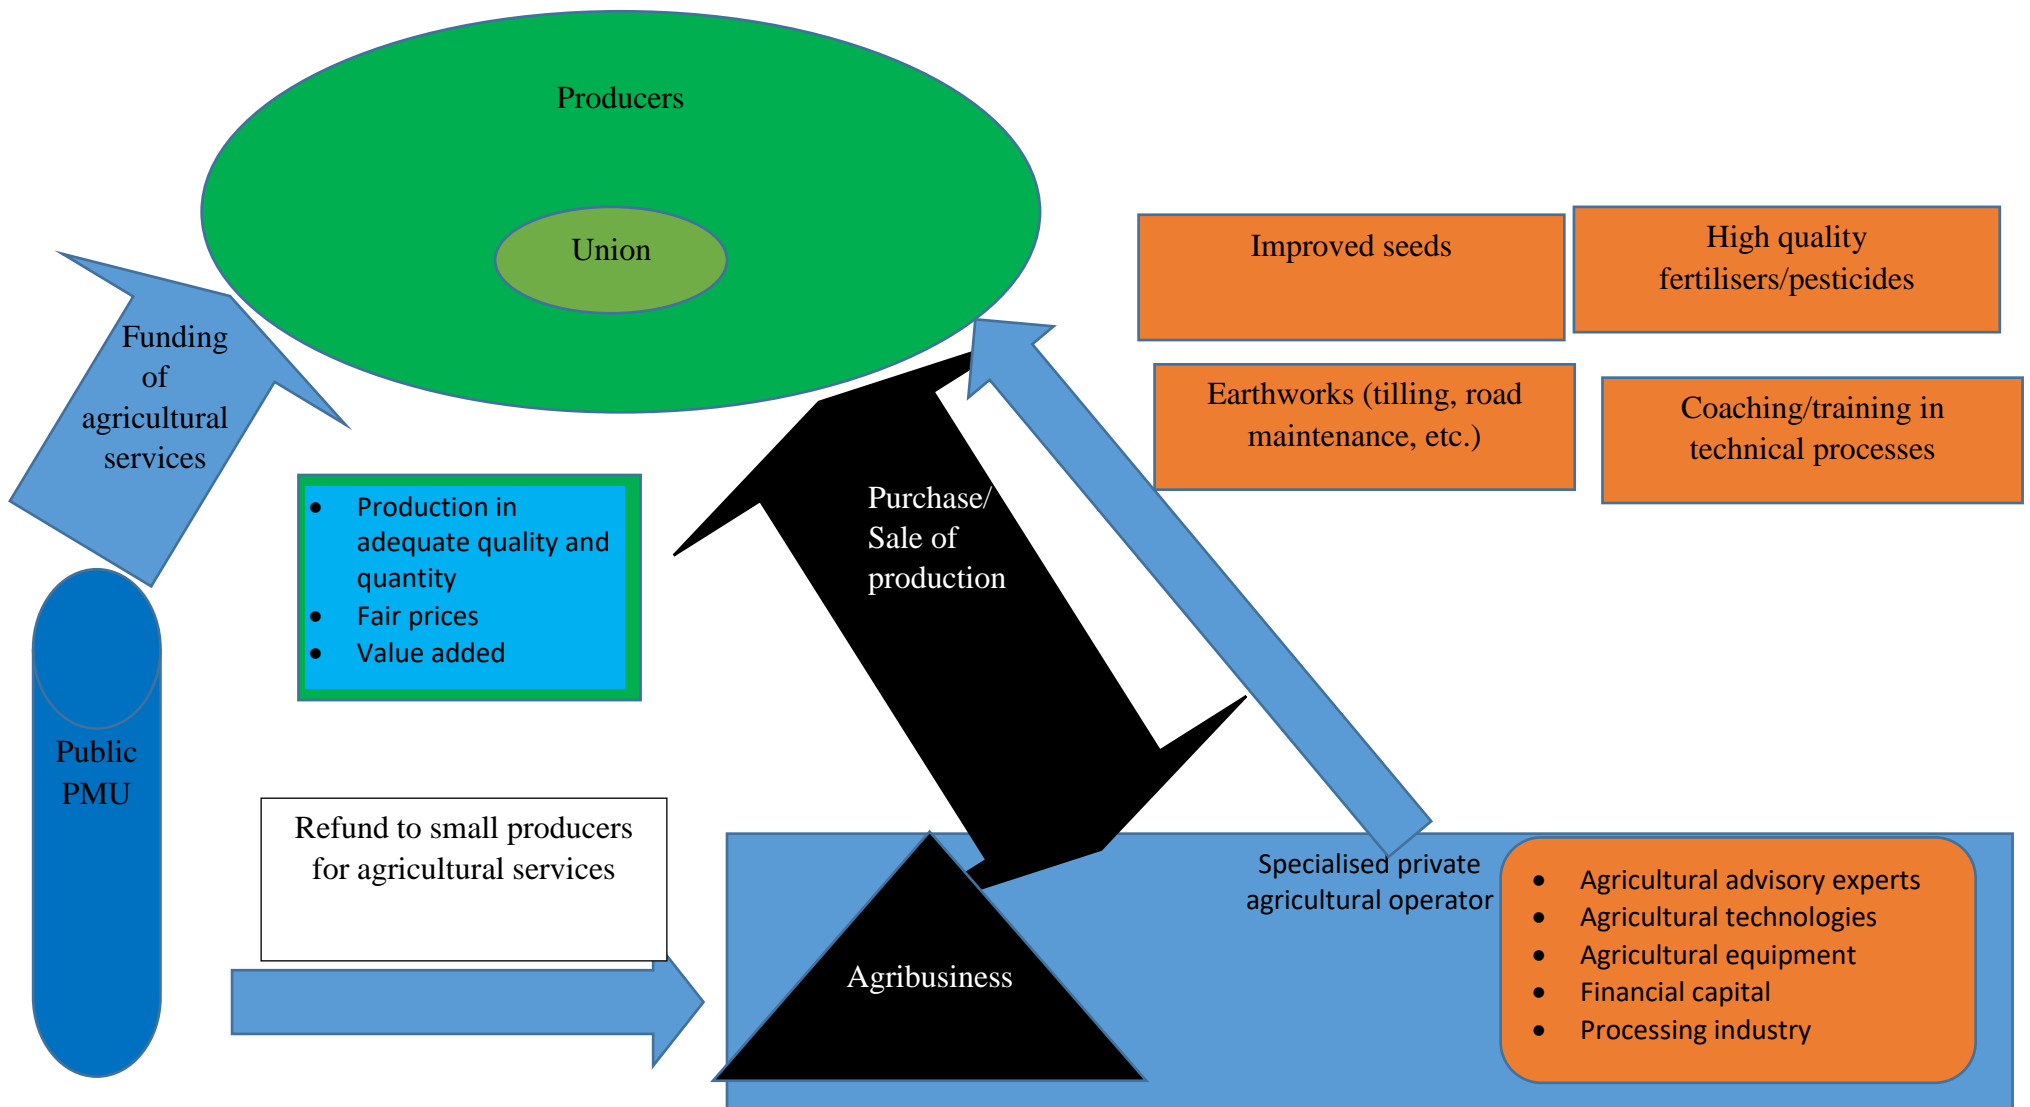 Producers
Union
Improved seeds
High quality
fertilisers/pesticides
Funding
of
agricultural
services
Earthworks (tilling, road
maintenance, etc.)
Coaching/training in
technical processes
• Production in
adequate quality and
quantity
• Fair prices
• Value added
Purchase/
Sale of
production
Public
PMU
Refund to small producers
for agricultural services
Agribusiness
Specialised private
agricultural operator
• Agricultural advisory experts
• Agricultural technologies
• Agricultural equipment
• Financial capital
• Processing industry